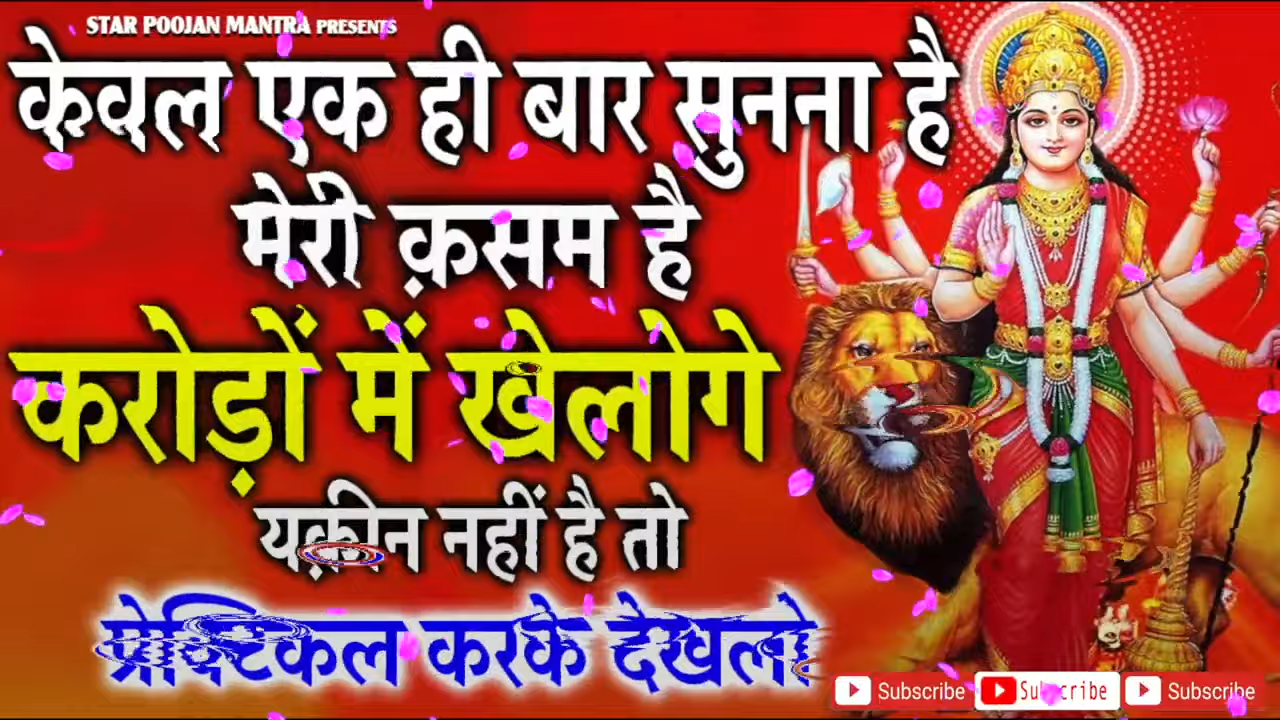 STAR POOJAN MANTRA PRESENTS
केवल एक ही बार सुनना है
मेरी क़सम है
करोड़ों में खेलोगे
यक़ीन नहीं है तो
प्रेक्टिकल करके देखलो
Subscribe Subscribe Subscribe